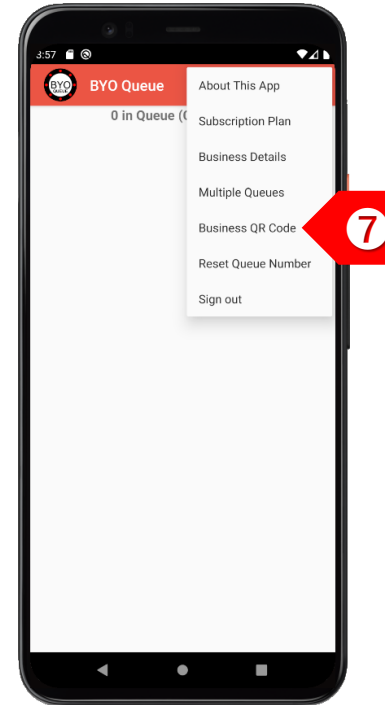 3:57
BYO
QUEUE
BYO Queue
0 in Queue (
About This App
Subscription Plan
Business Details
Multiple Queues
Business QR Code
7
Reset Queue Number
Sign out